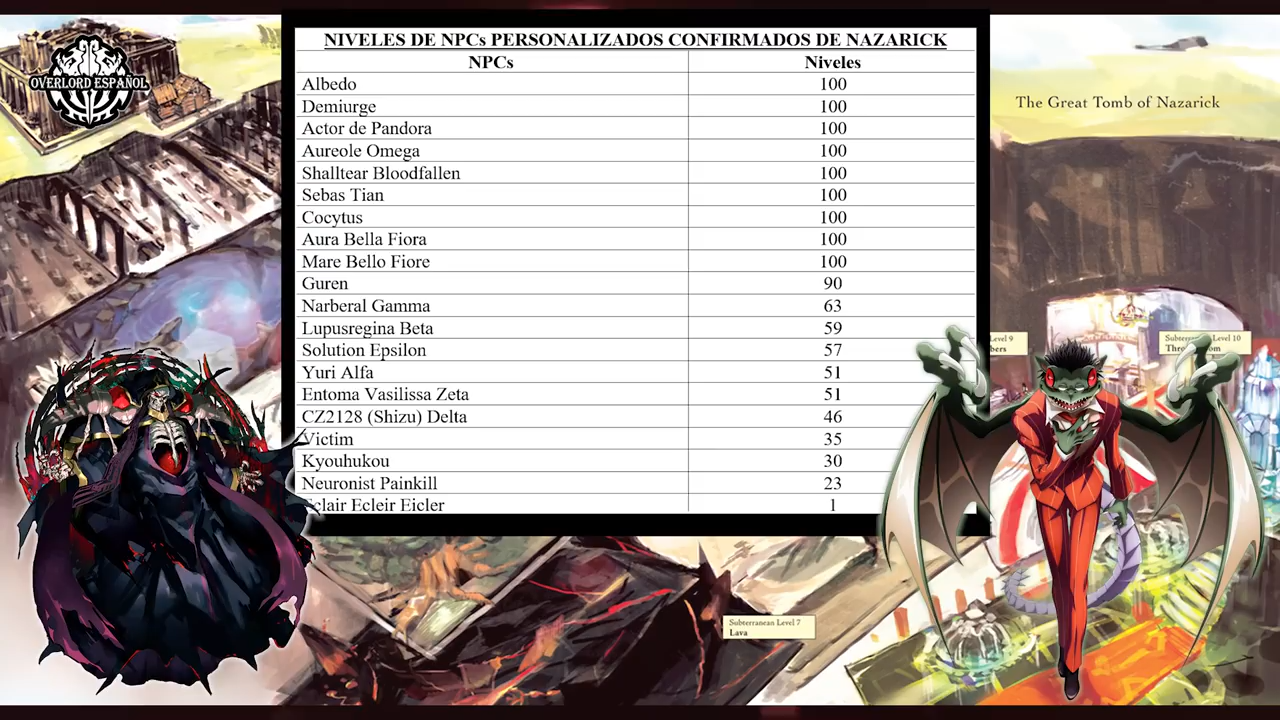 OVERLORD ESPAÑOL
NIVELES DE NPCs PERSONALIZADOS CONFIRMADOS DE NAZARICK
NPCs Niveles
Albedo 100
Demiurge 100
Actor de Pandora 100
Aureole Omega 100
Shalltear Bloodfallen 100
Sebas Tian 100
Cocytus 100
Aura Bella Fiora 100
Mare Bello Fiore 100
Guren 90
Narberal Gamma 63
Lupusregina Beta 59
Solution Epsilon 57
Yuri Alfa 51
Entoma Vasilissa Zeta 51
CZ2128 (Shizu) Delta 46
Victim 35
Kyouhukou 30
Neuronist Painkill 23
Eclair Ecleir Eicler 1
The Great Tomb of Nazarick
Level 9
Level 10
Subterranean Level 7
Lava